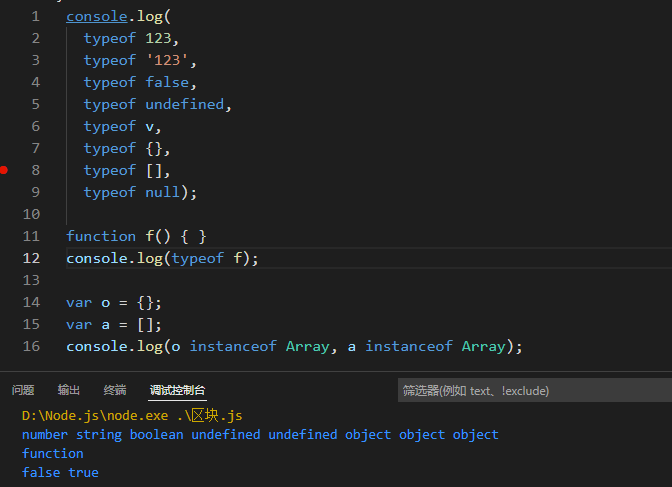 1 console.log(
2 typeof 123,
3 typeof '123',
4 typeof false,
5 typeof undefined,
6 typeof v,
7 typeof {},
8 typeof [],
9 typeof null);
10
11 function f() { }
12 console.log(typeof f);
13
14 var o = {};
15 var a = [];
16 console.log(o instanceof Array, a instanceof Array);
问题 输出 终端 调试控制台 筛选器(例如 text、!exclude)
D:\Node.js\node.exe .\区块.js
number string boolean undefined undefined object object object
function
false true